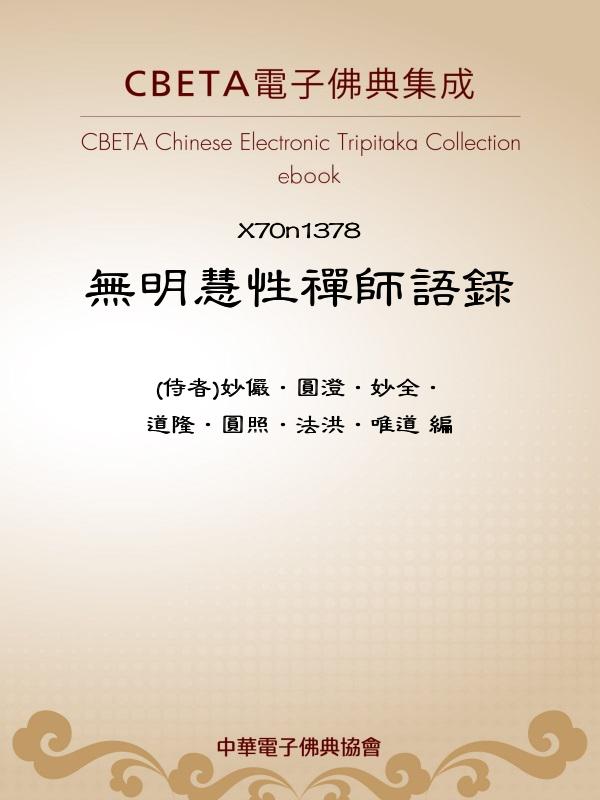 CBETA電子佛典集成
CBETA Chinese Electronic Tripitaka Collection
ebook
X70n1378
無明慧性禪師語錄
(侍者)妙儼．圓澄．妙全．
道隆．圓照．法洪．唯道 編
中華電子佛典協會